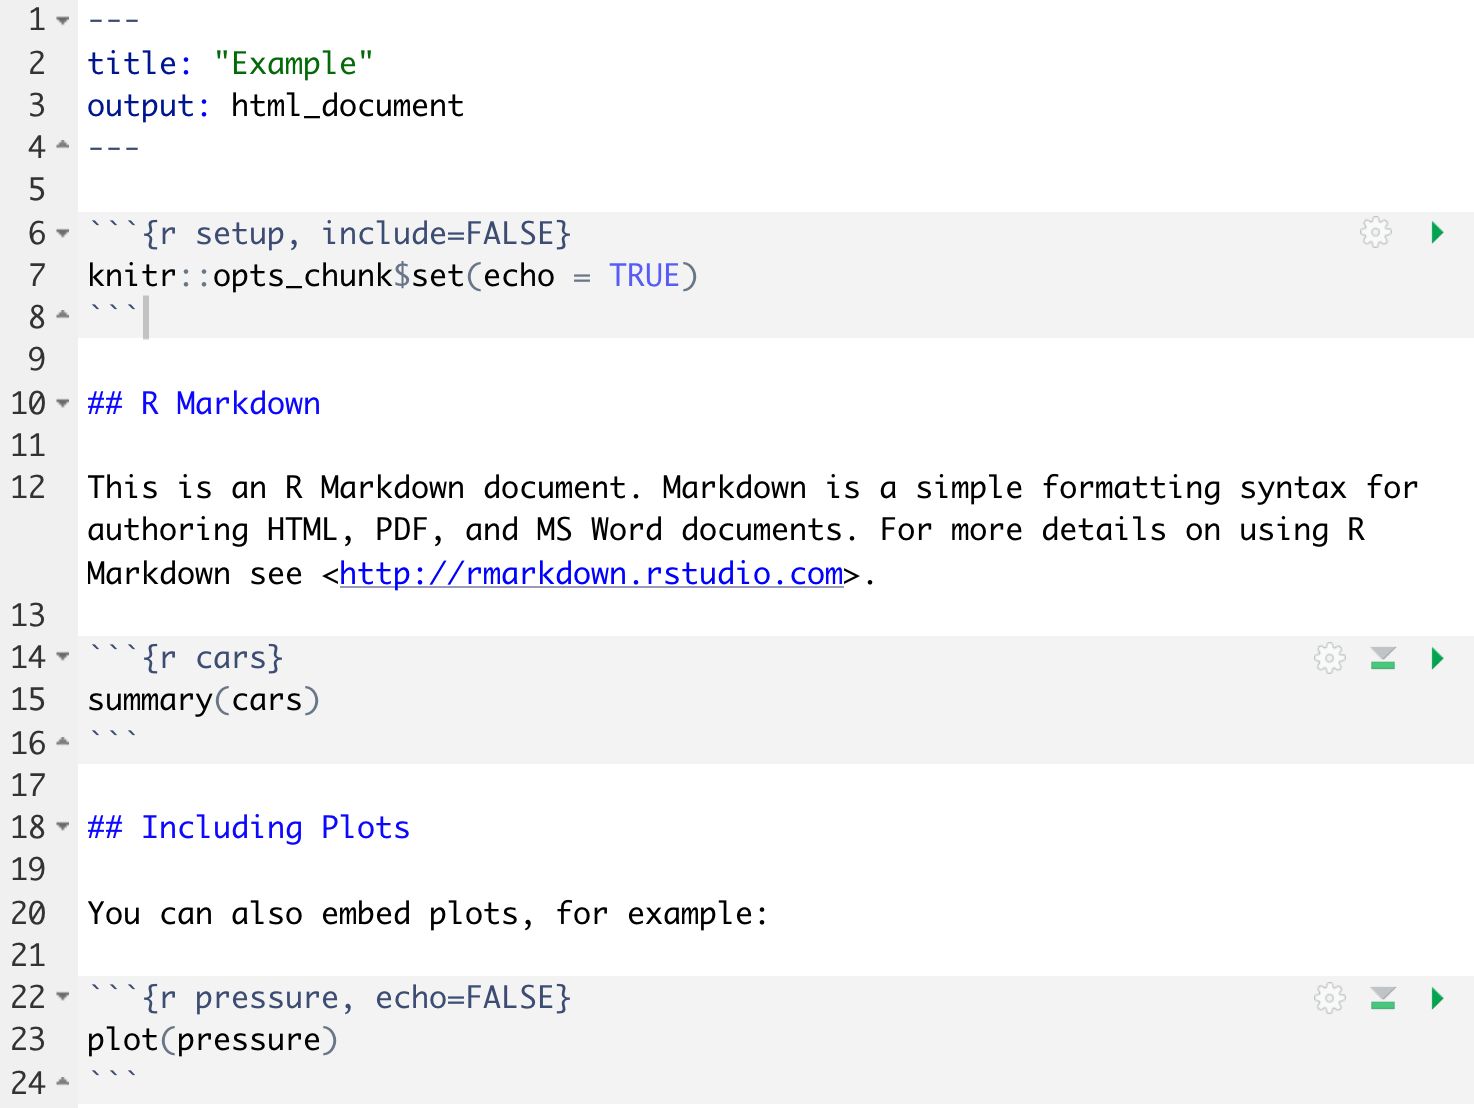 1 ---
2 title: "Example"
3 output: html_document
4 ---
5
6 ```{r setup, include=FALSE}
7 knitr::opts_chunk$set(echo = TRUE)
8 ```
9
10 ## R Markdown
11
12 This is an R Markdown document. Markdown is a simple formatting syntax for
authoring HTML, PDF, and MS Word documents. For more details on using R
Markdown see <http://rmarkdown.rstudio.com>.
13
14 ```{r cars}
15 summary(cars)
16 ```
17
18 ## Including Plots
19
20 You can also embed plots, for example:
21
22 ```{r pressure, echo=FALSE}
23 plot(pressure)
24 ```